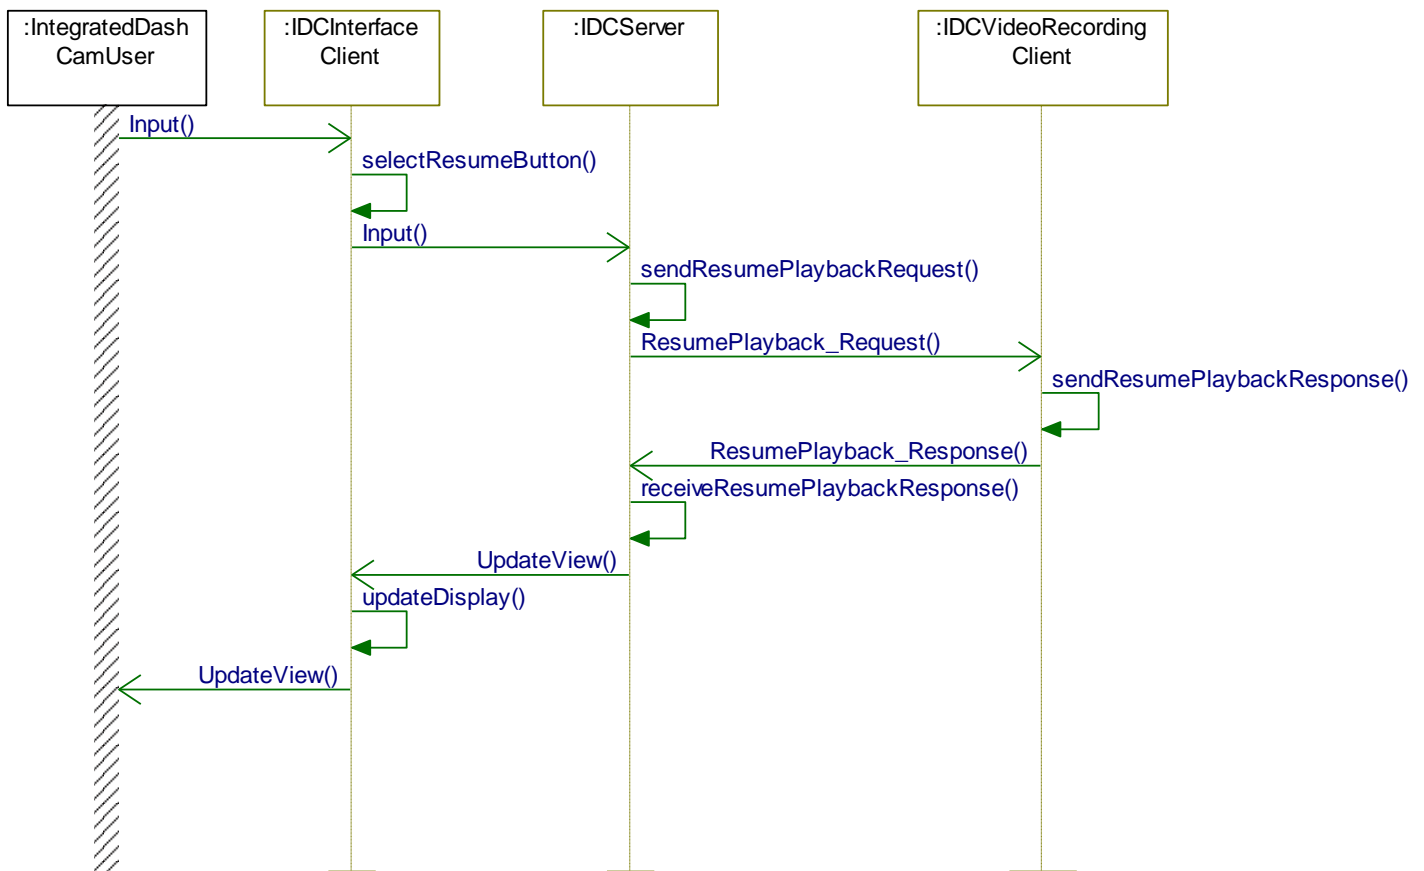 :IntegratedDash
CamUser
:IDCInterface
Client
:IDCServer
:IDCVideoRecording
Client
Input()
selectResumeButton()
Input()
sendResumePlaybackRequest()
ResumePlayback_Request()
sendResumePlaybackResponse()
ResumePlayback_Response()
receiveResumePlaybackResponse()
UpdateView()
updateDisplay()
UpdateView()